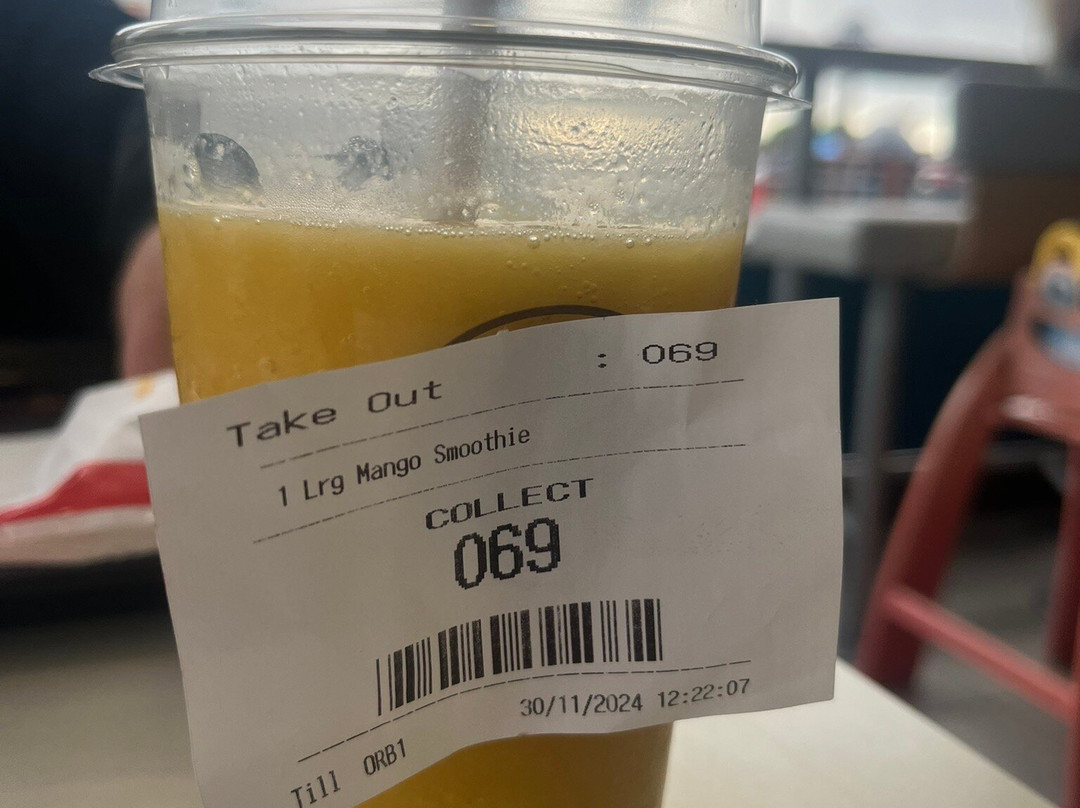 Take Out : 069
1 Lrg Mango Smoothie
COLLECT
069
30/11/2024 12:22:07
Till ORB1